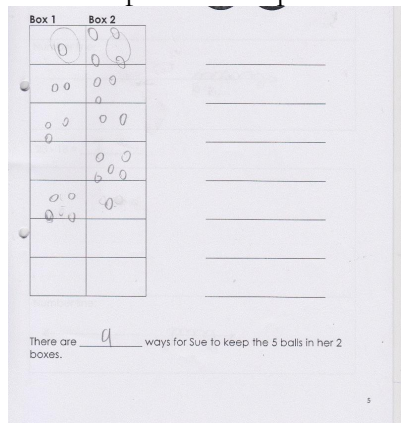 Box 1 Box 2
There are ______ ways for Sue to keep the 5 balls in her 2
boxes.
5